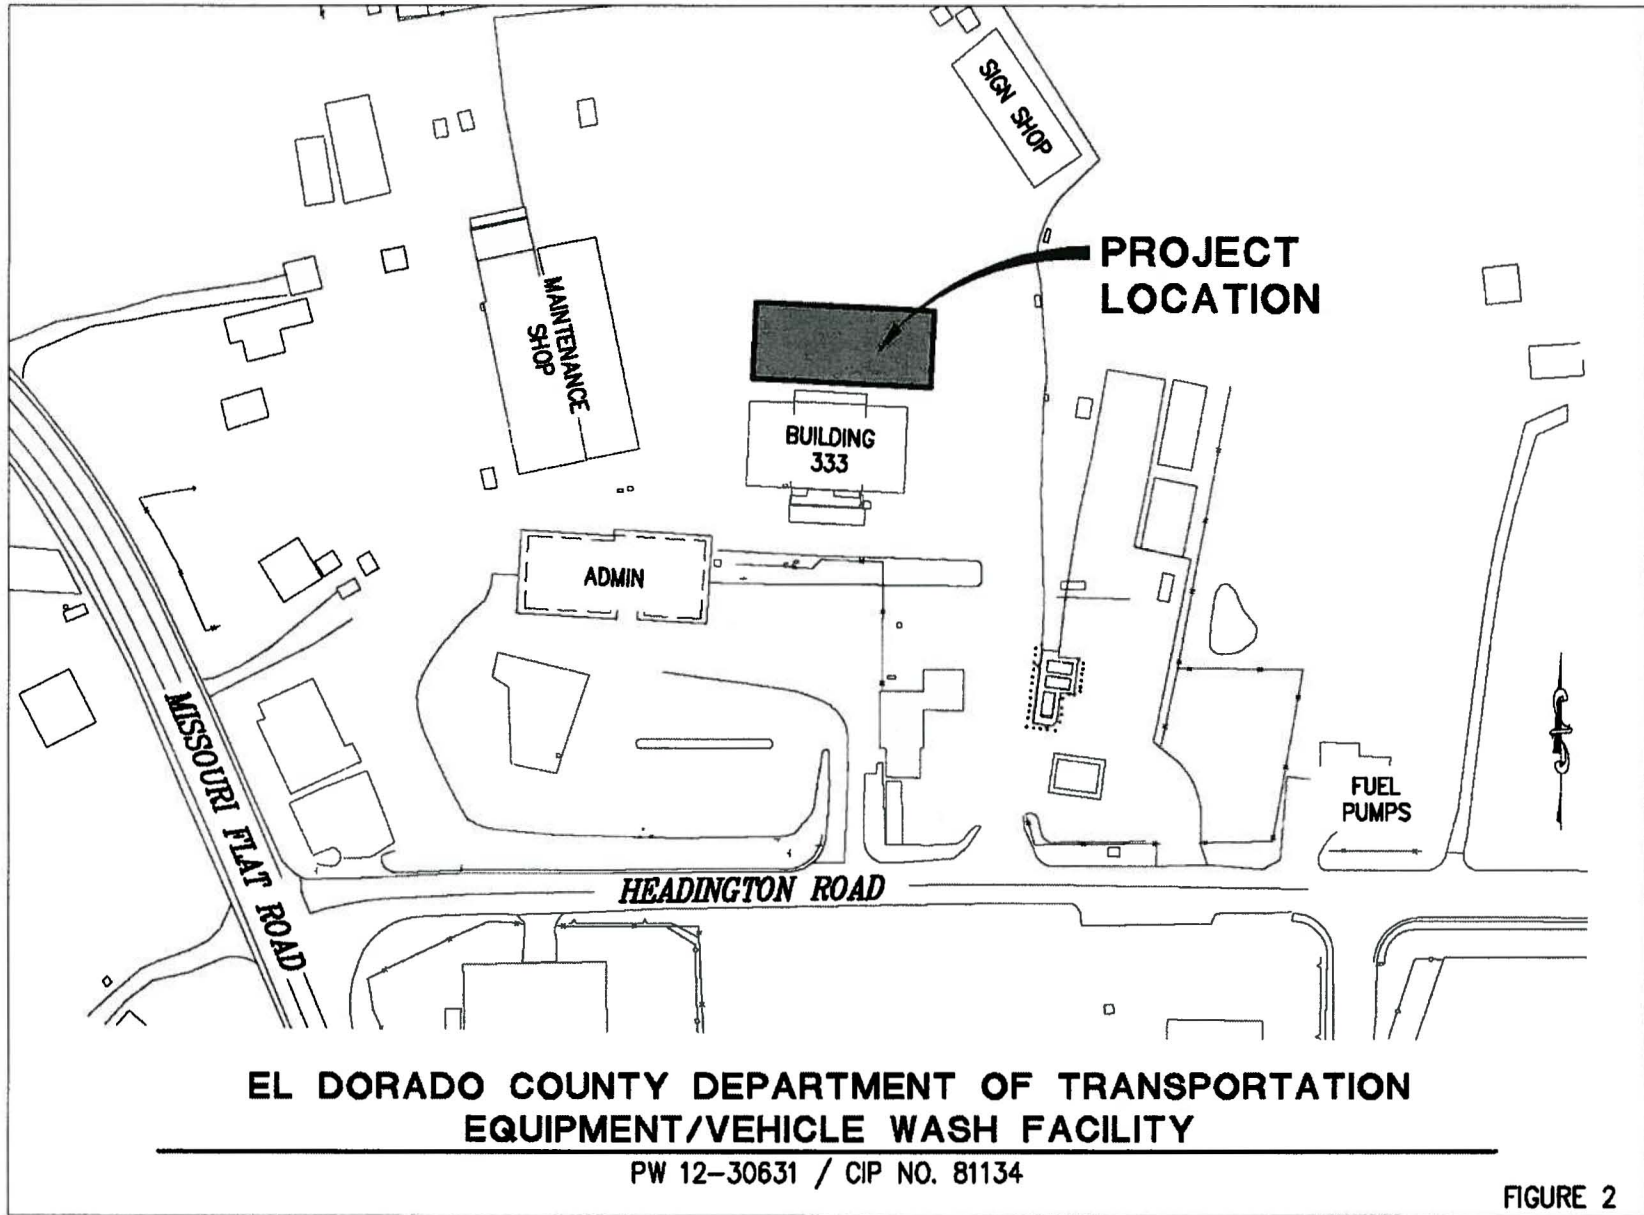 SIGN SHOP
PROJECT
LOCATION
MAINTENANCE
SHOP
BUILDING
333
ADMIN
MISSOURI FLAT ROAD
FUEL
PUMPS
HEADINGTON ROAD
EL DORADO COUNTY DEPARTMENT OF TRANSPORTATION
EQUIPMENT/VEHICLE WASH FACILITY
PW 12-30631 / CIP NO. 81134
FIGURE 2